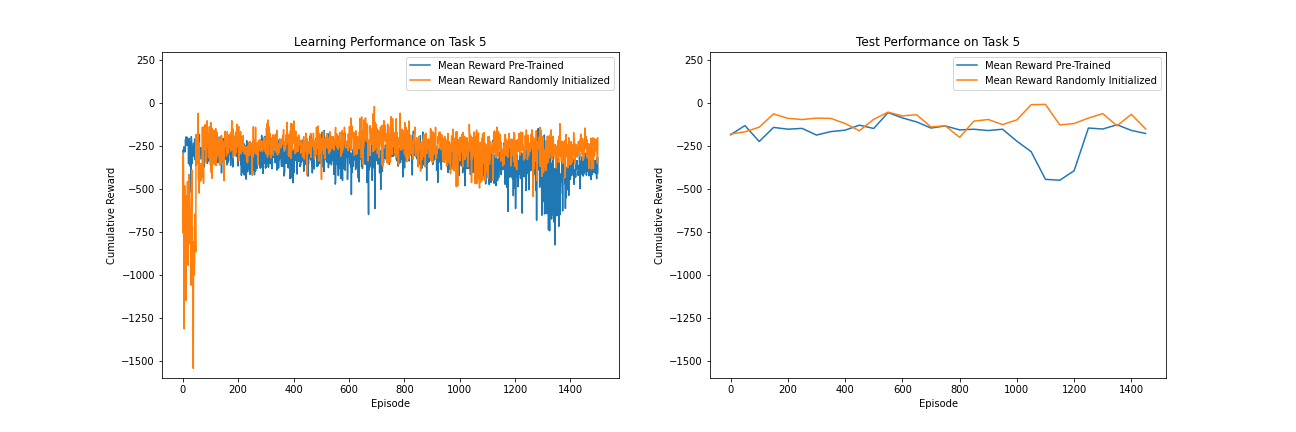 Learning Performance on Task 5
Mean Reward Pre-Trained
Mean Reward Randomly Initialized
250
0
−250
−500
−750
−1000
−1250
−1500
Cumulative Reward
0 200 400 600 800 1000 1200 1400
Episode
Test Performance on Task 5
Mean Reward Pre-Trained
Mean Reward Randomly Initialized
250
0
−250
−500
−750
−1000
−1250
−1500
Cumulative Reward
0 200 400 600 800 1000 1200 1400
Episode